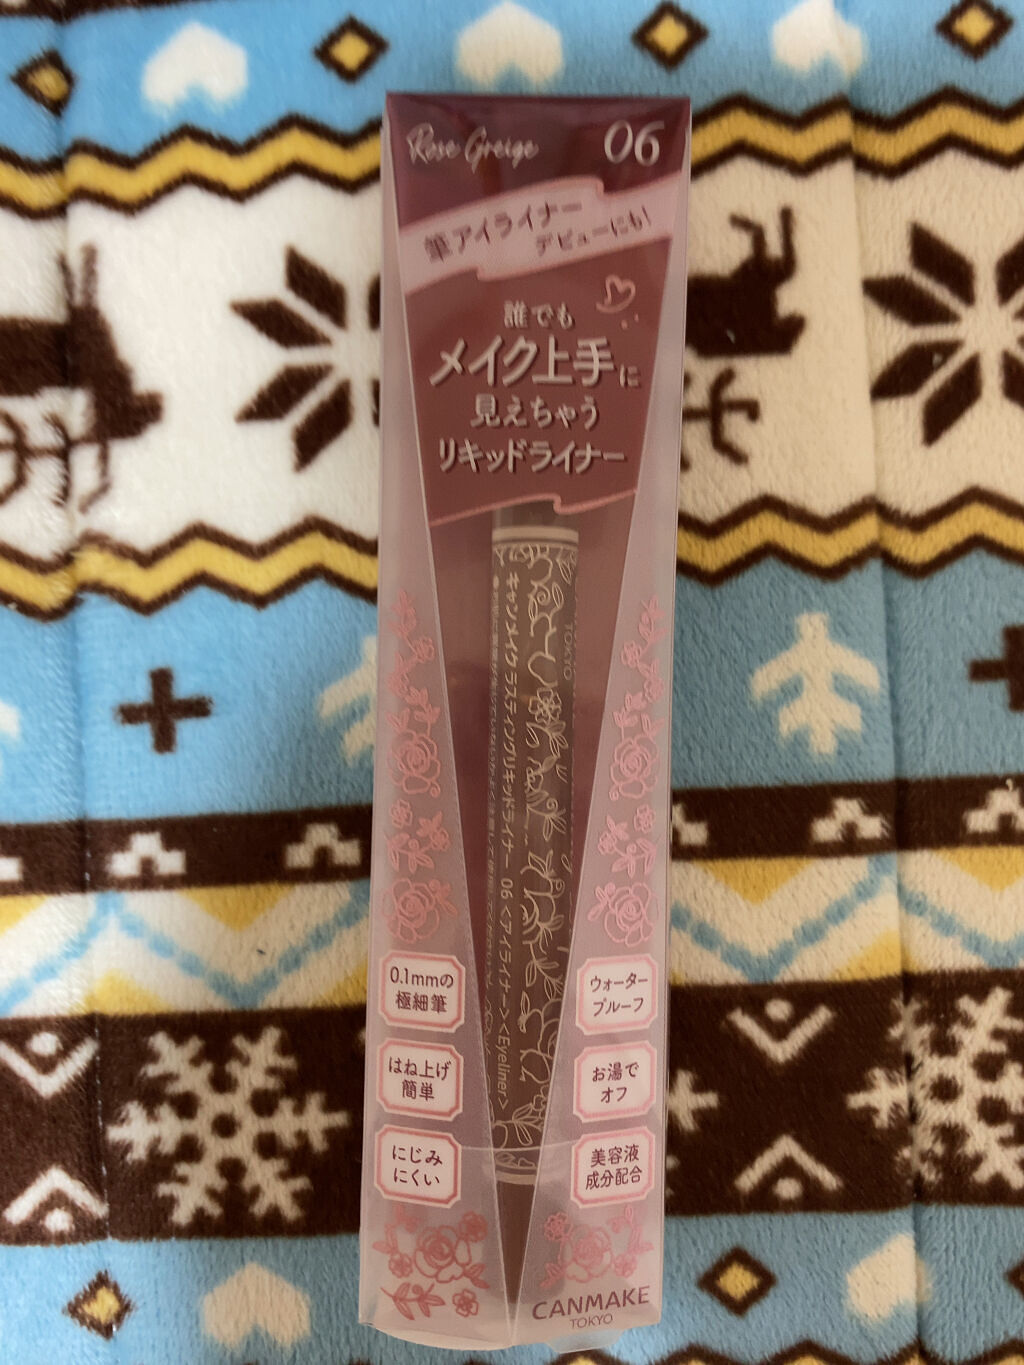 Rose Greige 06
筆アイライナー
デビューにも!
誰でも
メイク上手に
見えちゃう
リキッドライナー
TOKYO
キャンメイク ラスティングリキッドライナー 06 <アイライナー> <Eyeliner>
0.1mmの
極細筆
はね上げ
簡単
にじみ
にくい
ウォーター
プルーフ
お湯で
オフ
美容液
成分配合
CANMAKE
TOKYO